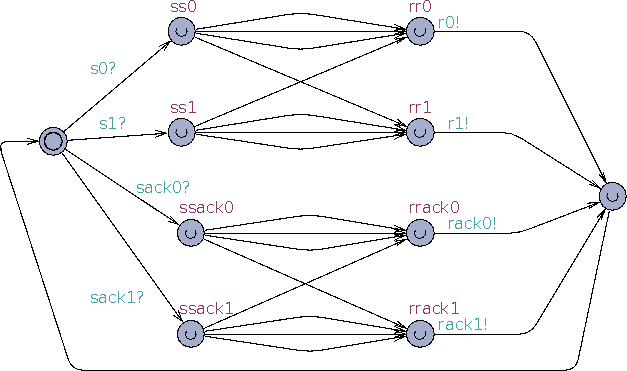 ss0
rr0
r0!
s0?
ss1
rr1
s1?
r1!
sack0?
ssack0
rrack0
rack0!
sack1?
ssack1
rrack1
rack1!